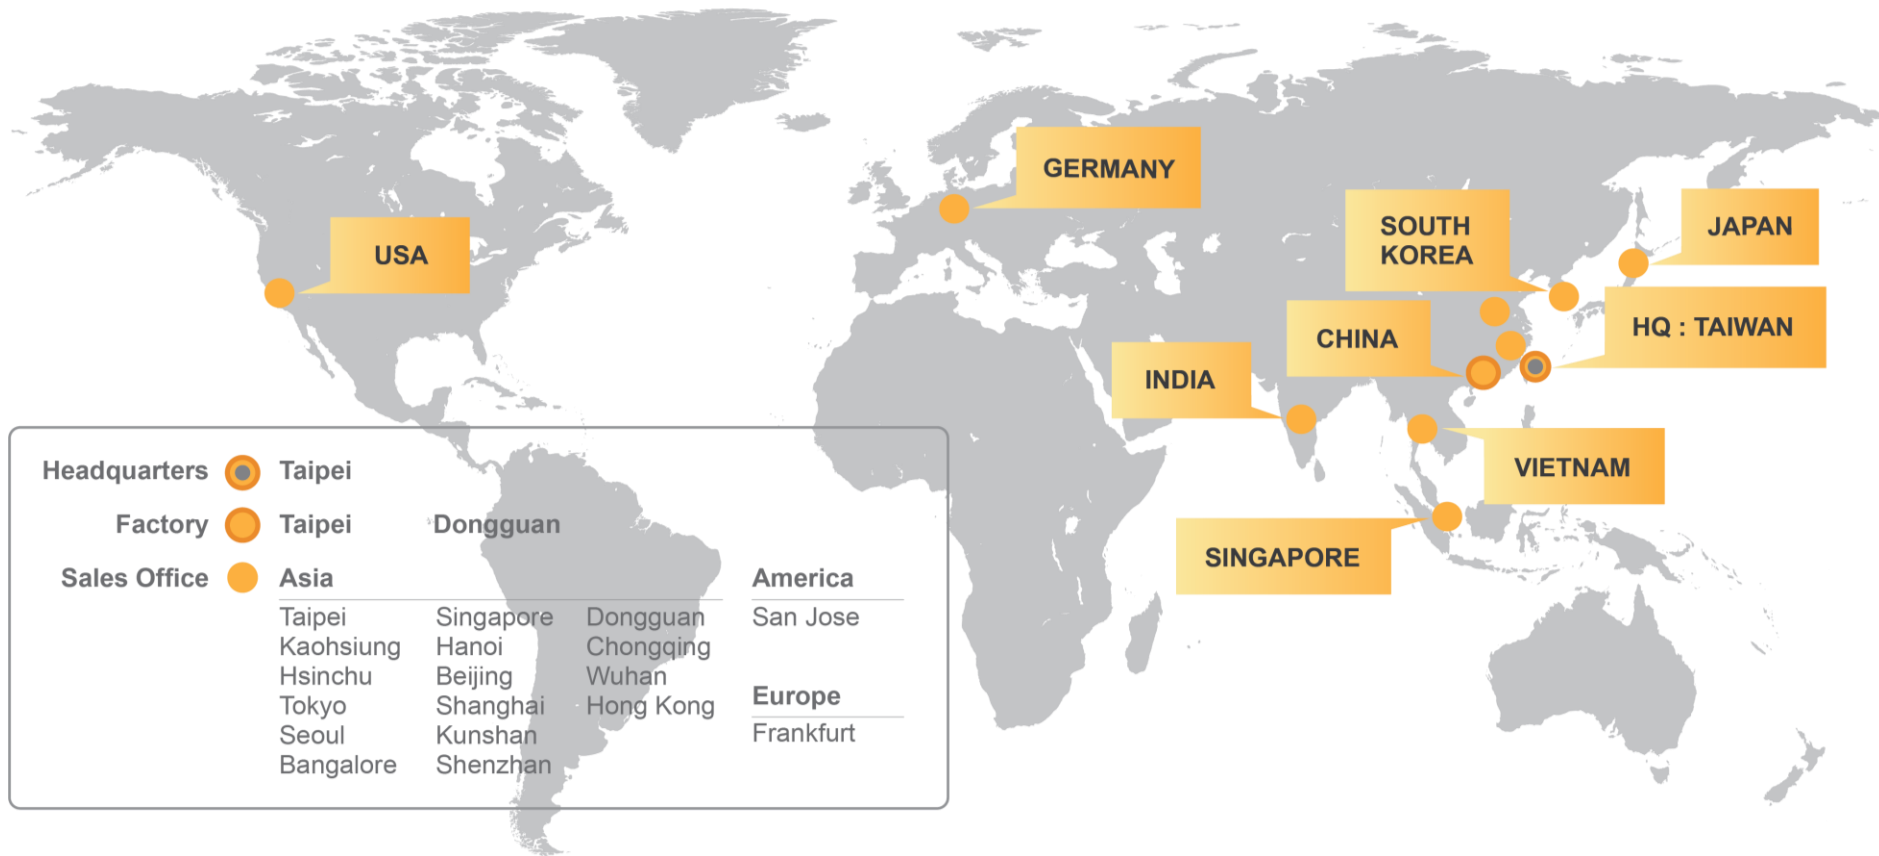 GERMANY
USA
SOUTH
KOREA
JAPAN
HQ : TAIWAN
CHINA
INDIA
VIETNAM
SINGAPORE
Headquarters Taipei
Factory Taipei Dongguan
Sales Office Asia America
Taipei Singapore Dongguan San Jose
Kaohsiung Hanoi Chongqing
Hsinchu Beijing Wuhan Europe
Tokyo Shanghai Hong Kong
Seoul Kunshan Frankfurt
Bangalore Shenzhan